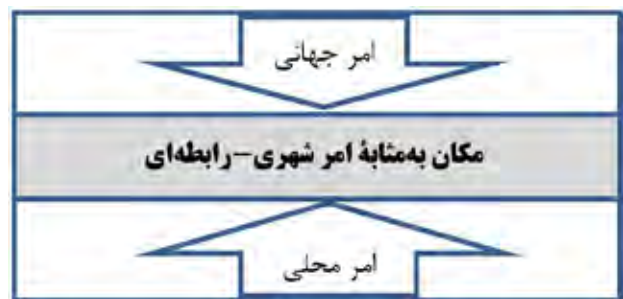 امر جهانی
مکان به‌مثابهٔ امر شهری-رابطه‌ای
امر محلی